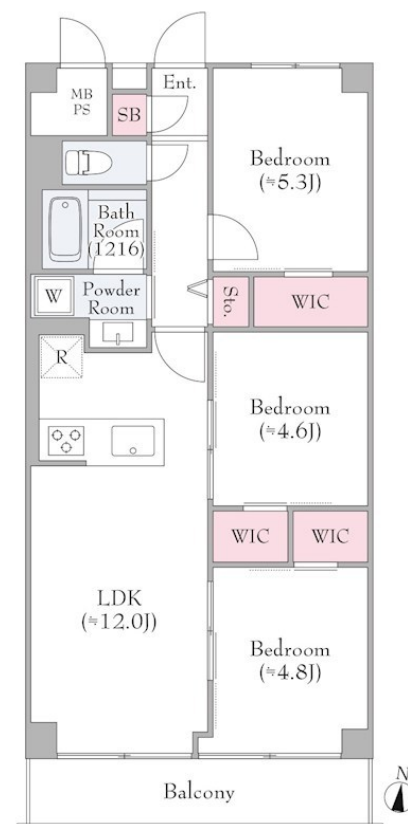 MB
PS
SB
Ent.
Bedroom
(≒5.3J)
Bath
Room
(1216)
W
Powder
Room
Sto.
WIC
R
Bedroom
(≒4.6J)
WIC
WIC
LDK
(≒12.0J)
Bedroom
(≒4.8J)
Balcony
N